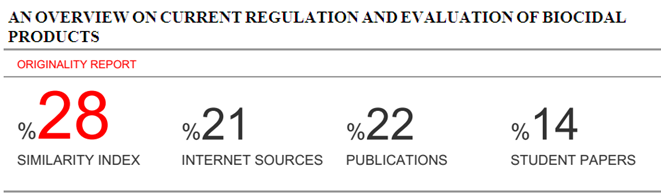 AN OVERVIEW ON CURRENT REGULATION AND EVALUATION OF BIOCIDAL
PRODUCTS
ORIGINALITY REPORT
%28 %21 %22 %14
SIMILARITY INDEX INTERNET SOURCES PUBLICATIONS STUDENT PAPERS